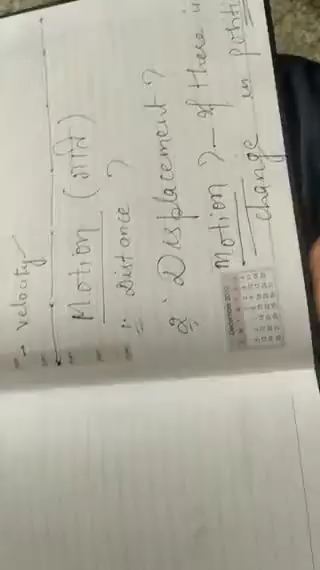 → velocity
Motion (गति)
1. Distance ?
2. Displacement ?
Motion ? – If there is
change in positi